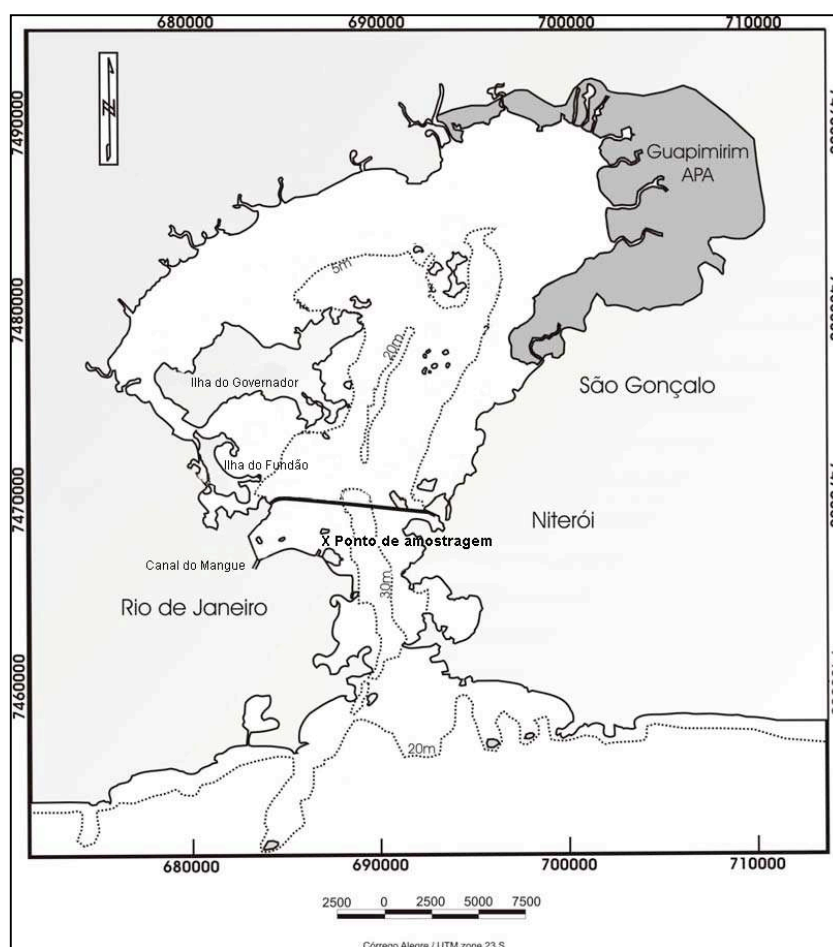 680000
690000
700000
710000
7490000
Guapimirim
APA
5m
7480000
20m
Ilha do Governador
São Gonçalo
Ilha do Fundão
7470000
Niterói
X Ponto de amostragem
Canal do Mangue
30m
Rio de Janeiro
7460000
20m
680000
690000
700000
710000
2500
0
2500
5000
7500
Córrego Alegre / UTM zone 23 S